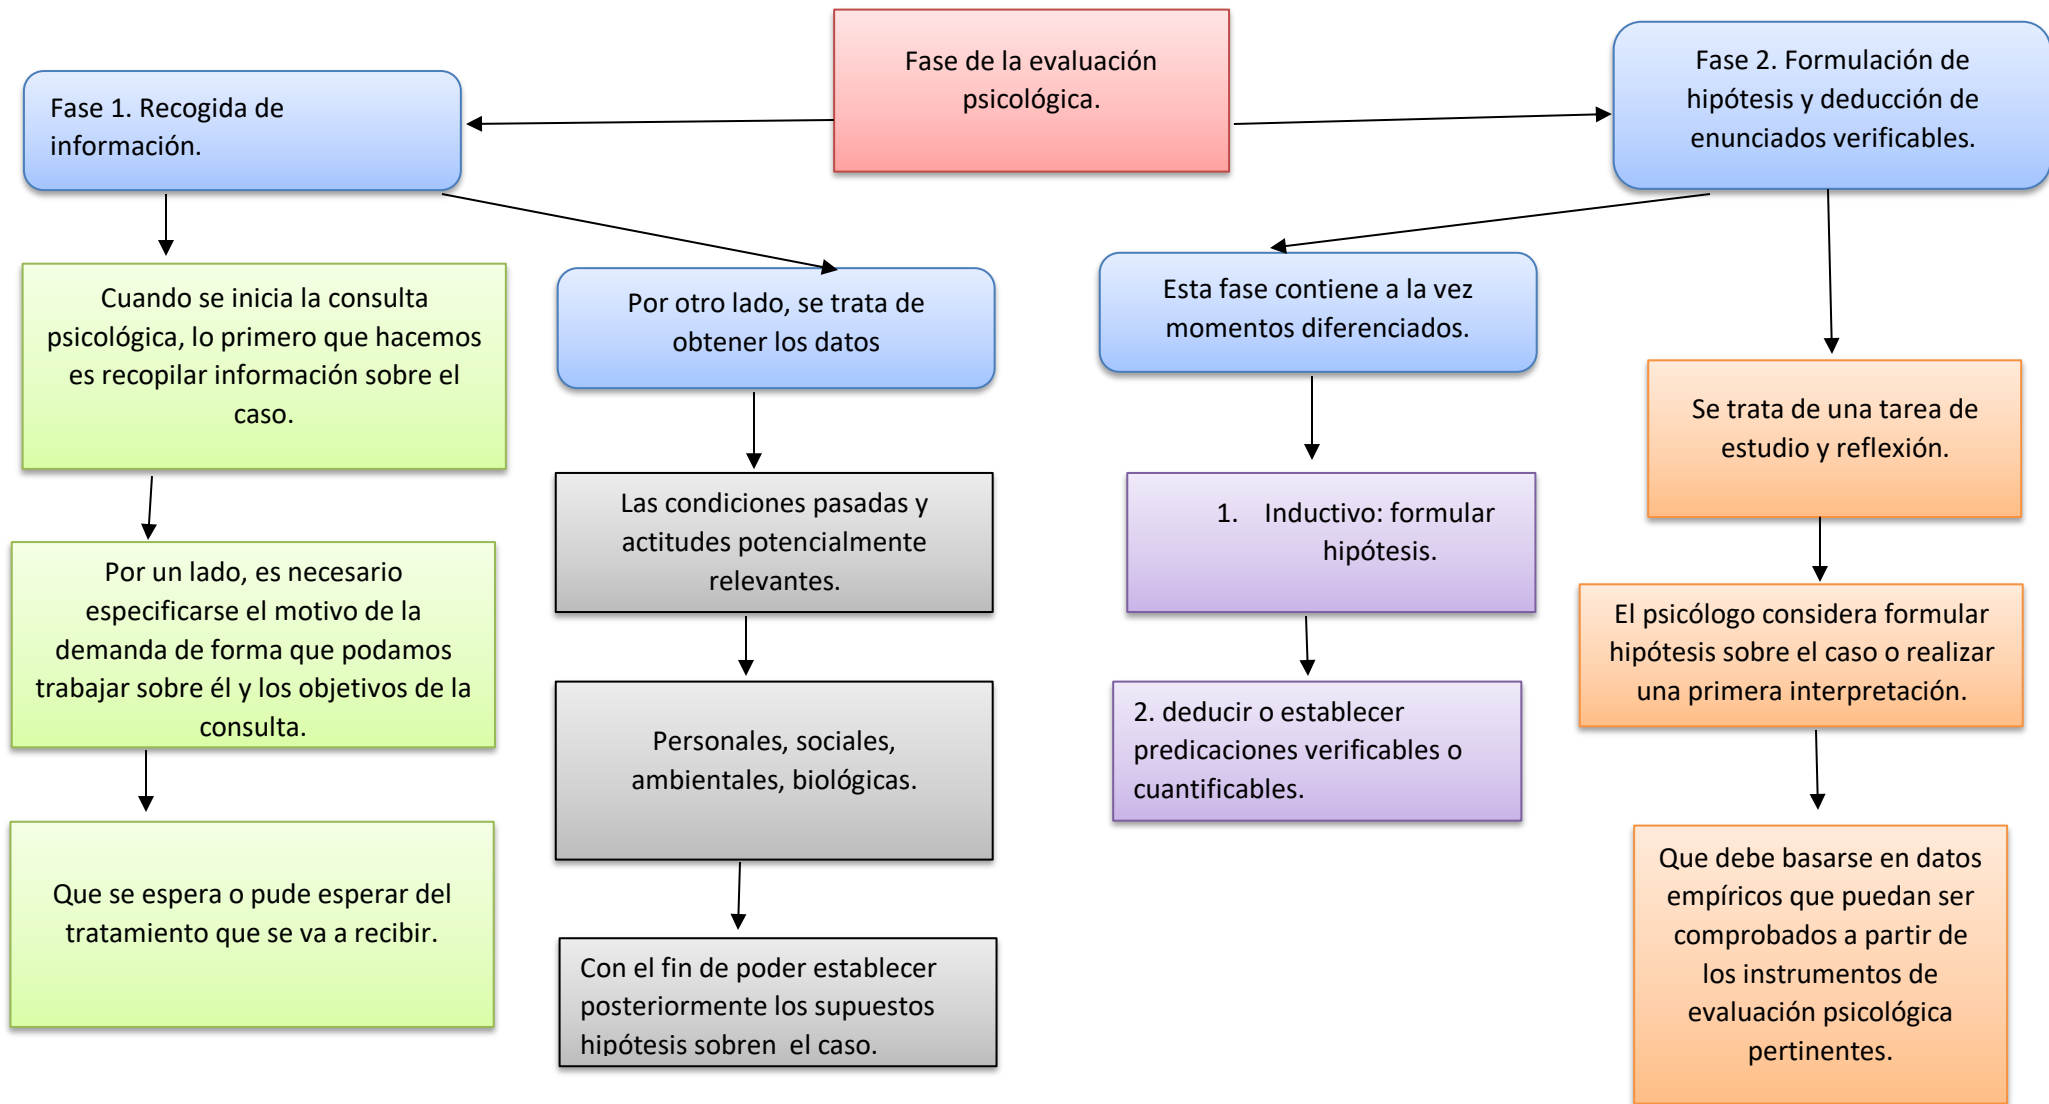 Fase de la evaluación
psicológica.
Fase 1. Recogida de
información.
Cuando se inicia la consulta
psicológica, lo primero que hacemos
es recopilar información sobre el
caso.
Por un lado, es necesario
especificarse el motivo de la
demanda de forma que podamos
trabajar sobre él y los objetivos de la
consulta.
Que se espera o pude esperar del
tratamiento que se va a recibir.
Por otro lado, se trata de
obtener los datos
Las condiciones pasadas y
actitudes potencialmente
relevantes.
Personales, sociales,
ambientales, biológicas.
Con el fin de poder establecer
posteriormente los supuestos
hipótesis sobren  el caso.
Fase 2. Formulación de
hipótesis y deducción de
enunciados verificables.
Esta fase contiene a la vez
momentos diferenciados.
1. Inductivo: formular
hipótesis.
2. deducir o establecer
predicaciones verificables o
cuantificables.
Se trata de una tarea de
estudio y reflexión.
El psicólogo considera formular
hipótesis sobre el caso o realizar
una primera interpretación.
Que debe basarse en datos
empíricos que puedan ser
comprobados a partir de
los instrumentos de
evaluación psicológica
pertinentes.